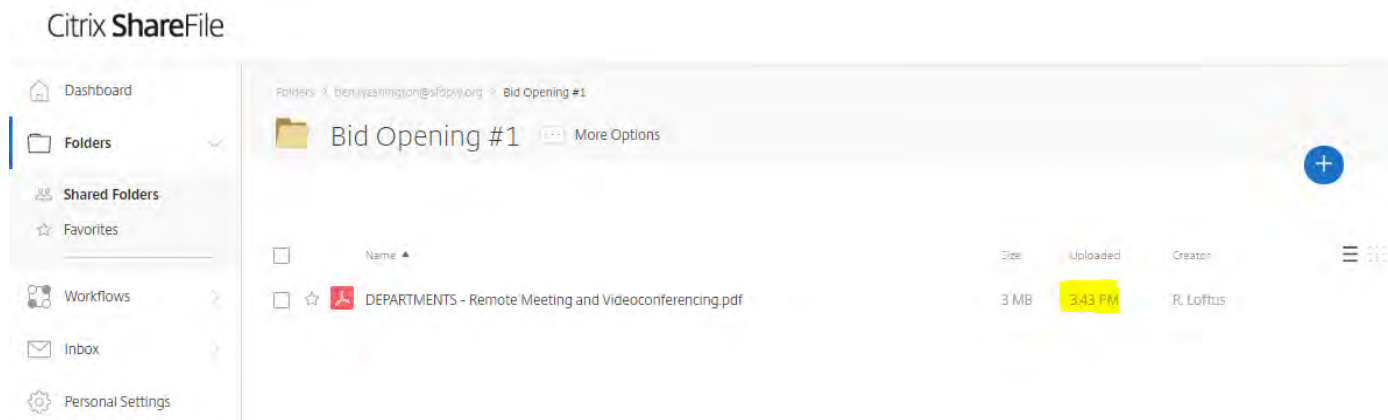 Citrix ShareFile
Dashboard
Folders
Shared Folders
Favorites
Workflows
Inbox
Personal Settings
Folders > ben.washington@sfdpw.org > Bid Opening #1
Bid Opening #1 More Options
Name Size Uploaded Creator
DEPARTMENTS - Remote Meeting and Videoconferencing.pdf 3 MB 3:43 PM R. Loftus